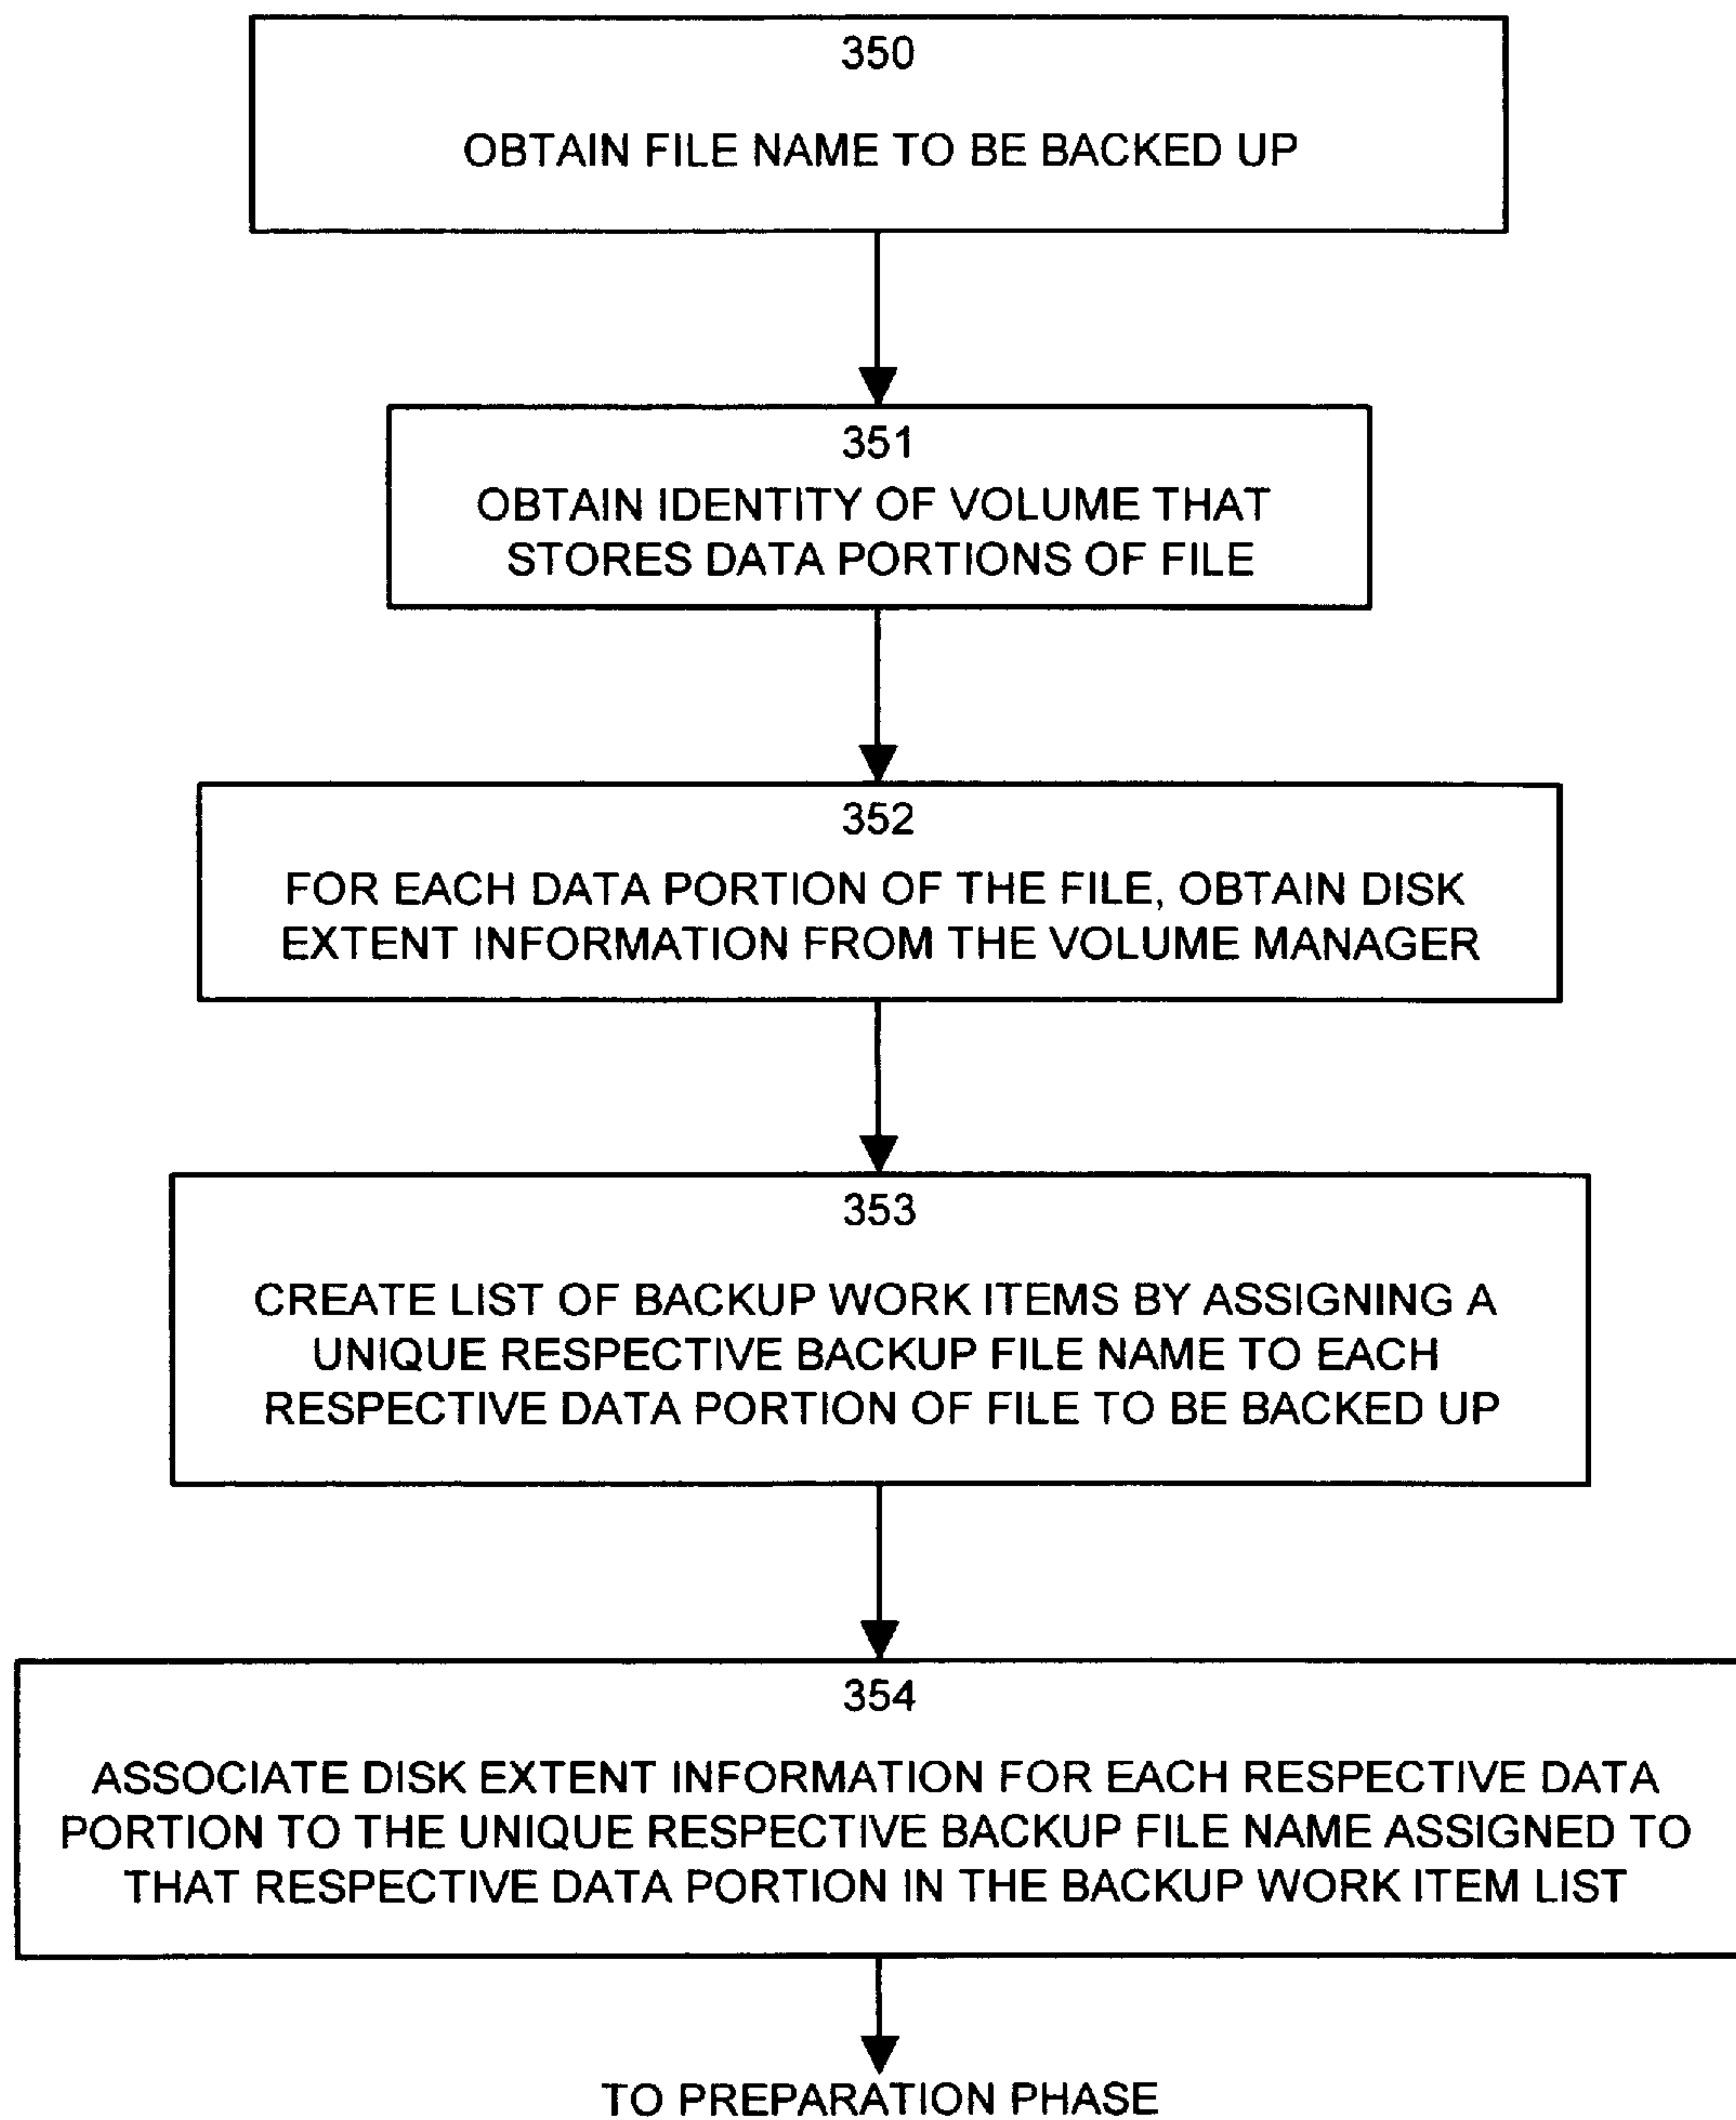 350
OBTAIN FILE NAME TO BE BACKED UP
351
OBTAIN IDENTITY OF VOLUME THAT
STORES DATA PORTIONS OF FILE
352
FOR EACH DATA PORTION OF THE FILE, OBTAIN DISK
EXTENT INFORMATION FROM THE VOLUME MANAGER
353
CREATE LIST OF BACKUP WORK ITEMS BY ASSIGNING A
UNIQUE RESPECTIVE BACKUP FILE NAME TO EACH
RESPECTIVE DATA PORTION OF FILE TO BE BACKED UP
354
ASSOCIATE DISK EXTENT INFORMATION FOR EACH RESPECTIVE DATA
PORTION TO THE UNIQUE RESPECTIVE BACKUP FILE NAME ASSIGNED TO
THAT RESPECTIVE DATA PORTION IN THE BACKUP WORK ITEM LIST
TO PREPARATION PHASE